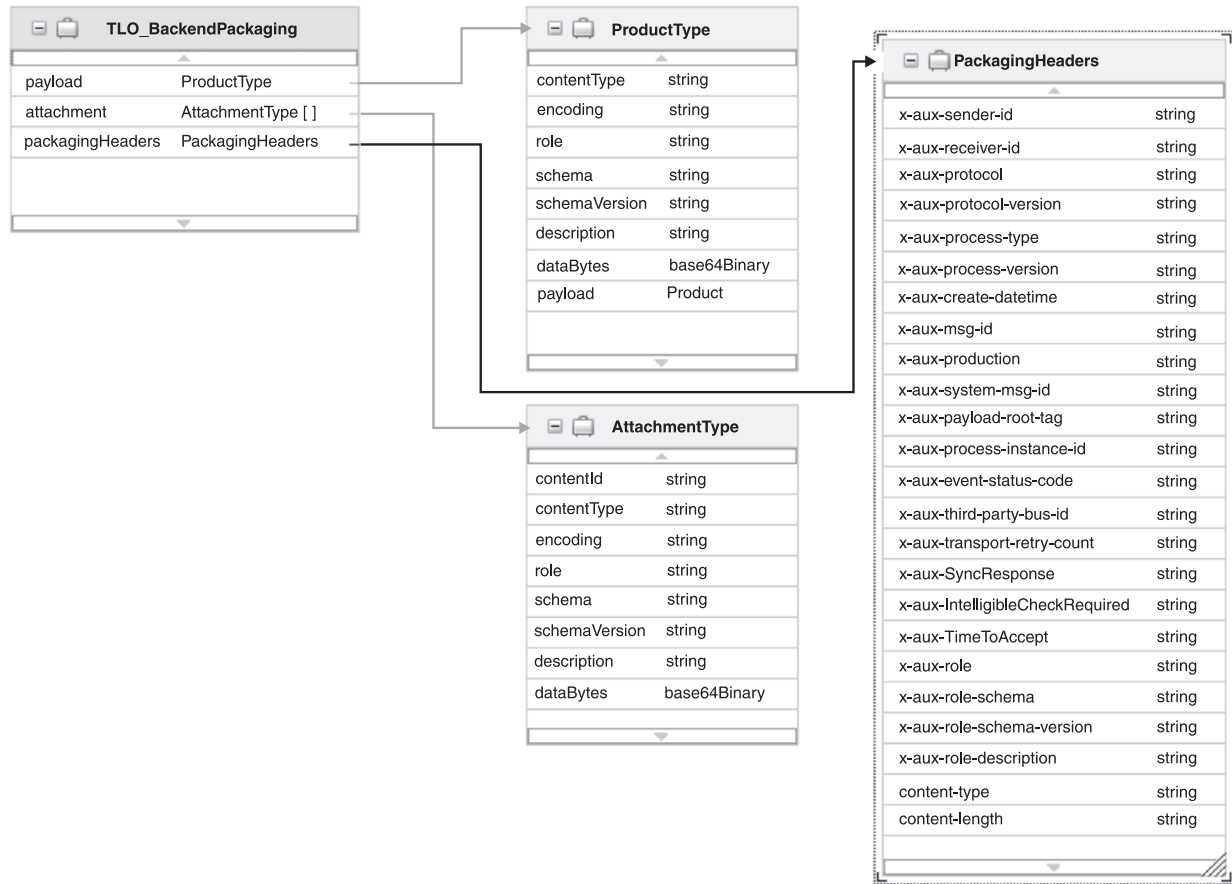 TLO_BackendPackaging
payload ProductType
attachment AttachmentType [ ]
packagingHeaders PackagingHeaders
ProductType
contentType string
encoding string
role string
schema string
schemaVersion string
description string
dataBytes base64Binary
payload Product
AttachmentType
contentId string
contentType string
encoding string
role string
schema string
schemaVersion string
description string
dataBytes base64Binary
PackagingHeaders
x-aux-sender-id string
x-aux-receiver-id string
x-aux-protocol string
x-aux-protocol-version string
x-aux-process-type string
x-aux-process-version string
x-aux-create-datetime string
x-aux-msg-id string
x-aux-production string
x-aux-system-msg-id string
x-aux-payload-root-tag string
x-aux-process-instance-id string
x-aux-event-status-code string
x-aux-third-party-bus-id string
x-aux-transport-retry-count string
x-aux-SyncResponse string
x-aux-IntelligibleCheckRequired string
x-aux-TimeToAccept string
x-aux-role string
x-aux-role-schema string
x-aux-role-schema-version string
x-aux-role-description string
content-type string
content-length string